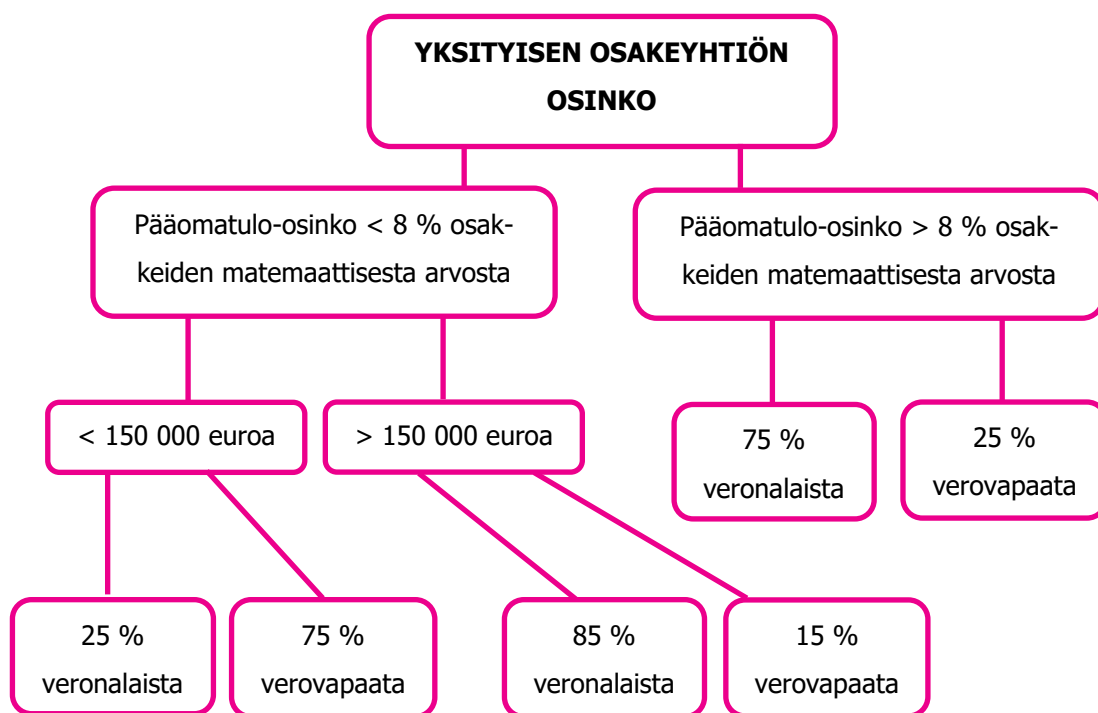 YKSITYISEN OSAKEYHTIÖN
OSINKO
Pääomatulo-osinko < 8 % osak-
keiden matemaattisesta arvosta
Pääomatulo-osinko > 8 % osak-
keiden matemaattisesta arvosta
< 150 000 euroa
> 150 000 euroa
75 %
veronalaista
25 %
verovapaata
25 %
veronalaista
75 %
verovapaata
85 %
veronalaista
15 %
verovapaata